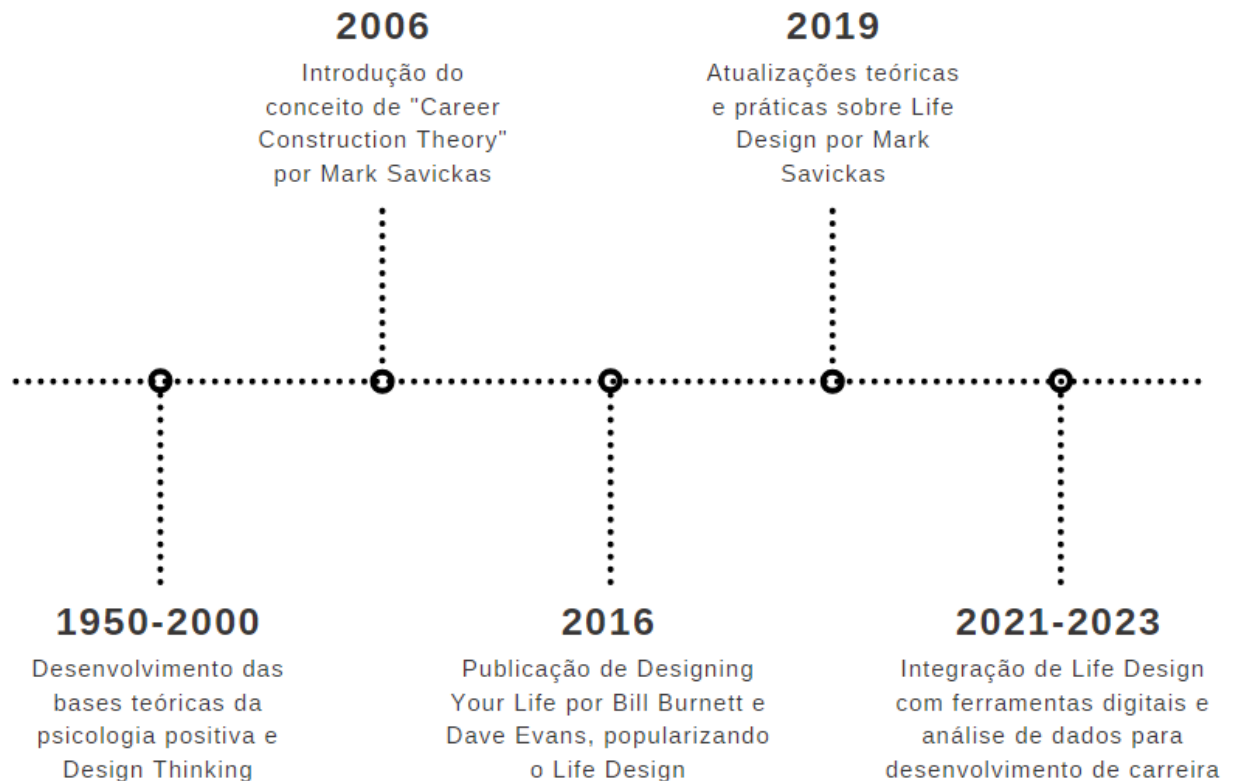 2006
Introdução do
conceito de "Career
Construction Theory"
por Mark Savickas
2019
Atualizações teóricas
e práticas sobre Life
Design por Mark
Savickas
1950-2000
Desenvolvimento das
bases teóricas da
psicologia positiva e
Design Thinking
2016
Publicação de Designing
Your Life por Bill Burnett e
Dave Evans, popularizando
o Life Design
2021-2023
Integração de Life Design
com ferramentas digitais e
análise de dados para
desenvolvimento de carreira